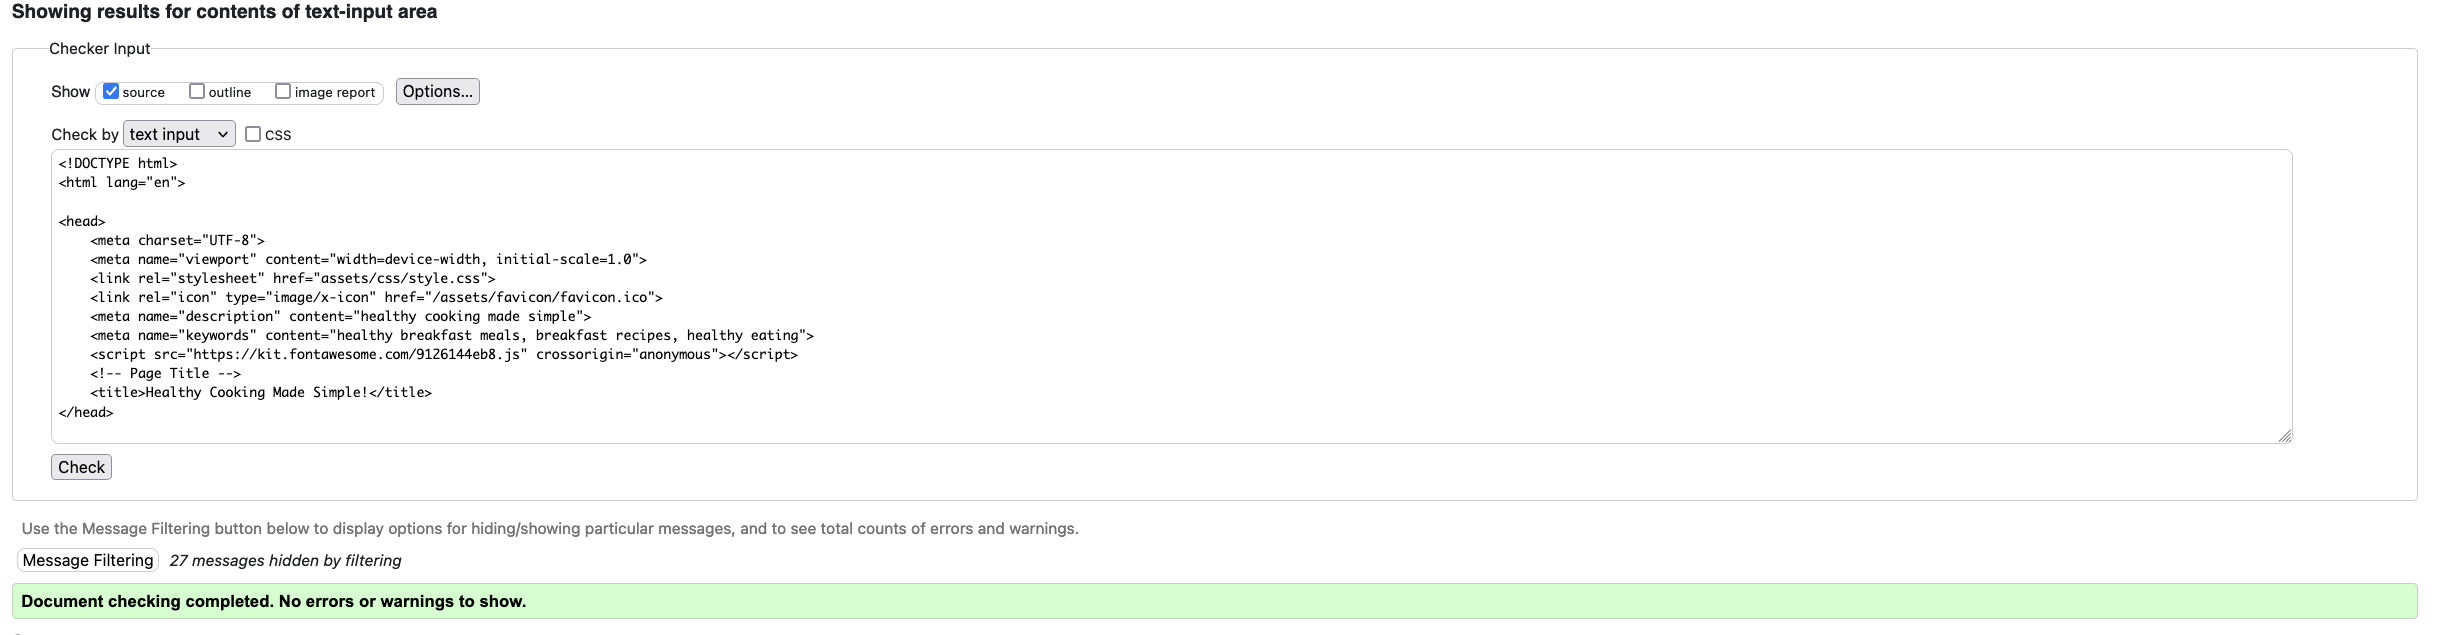 Showing results for contents of text-input area
Checker Input
Show source outline image report Options...
Check by text input CSS
<!DOCTYPE html>
<html lang="en">
<head>
    <meta charset="UTF-8">
    <meta name="viewport" content="width=device-width, initial-scale=1.0">
    <link rel="stylesheet" href="assets/css/style.css">
    <link rel="icon" type="image/x-icon" href="/assets/favicon/favicon.ico">
    <meta name="description" content="healthy cooking made simple">
    <meta name="keywords" content="healthy breakfast meals, breakfast recipes, healthy eating">
    <script src="https://kit.fontawesome.com/9126144eb8.js" crossorigin="anonymous"></script>
    <!-- Page Title -->
    <title>Healthy Cooking Made Simple!</title>
</head>
Check
Use the Message Filtering button below to display options for hiding/showing particular messages, and to see total counts of errors and warnings.
Message Filtering 27 messages hidden by filtering
Document checking completed. No errors or warnings to show.